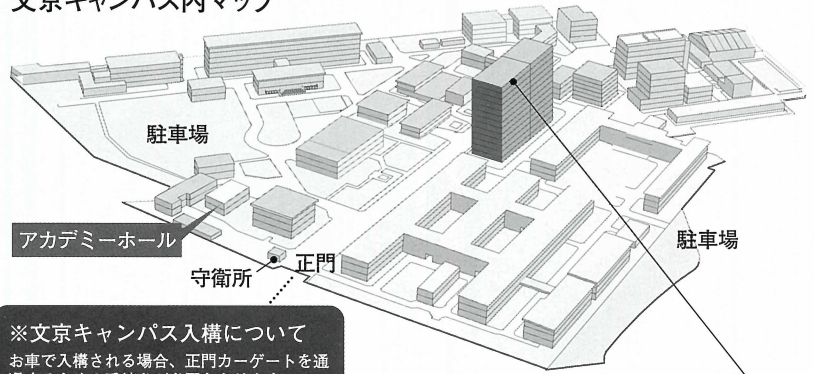 文京キャンパス内マップ
駐車場
アカデミーホール
守衛所
正門
駐車場
※文京キャンパス入構について
お車で入構される場合、正門カーゲートを通